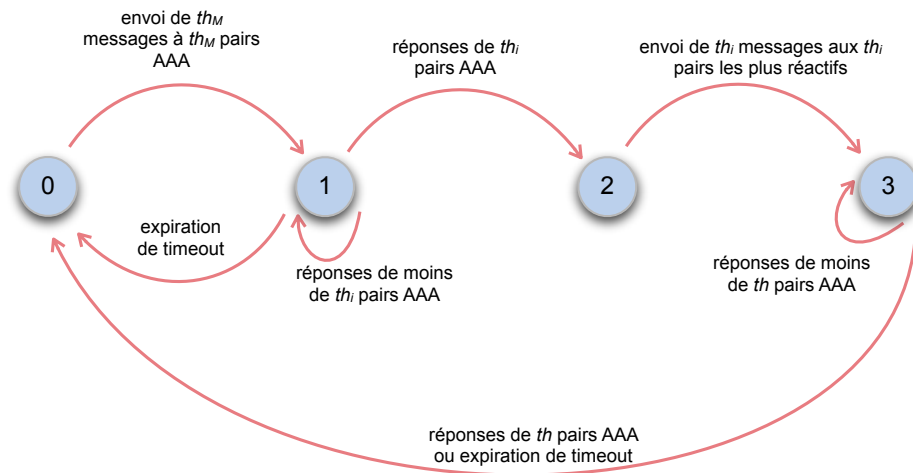 envoi de thM
messages à thM pairs
AAA
réponses de thi
pairs AAA
envoi de thi messages aux thi
pairs les plus réactifs
0
1
2
3
expiration
de timeout
réponses de moins
de thi pairs AAA
réponses de moins
de th pairs AAA
réponses de th pairs AAA
ou expiration de timeout